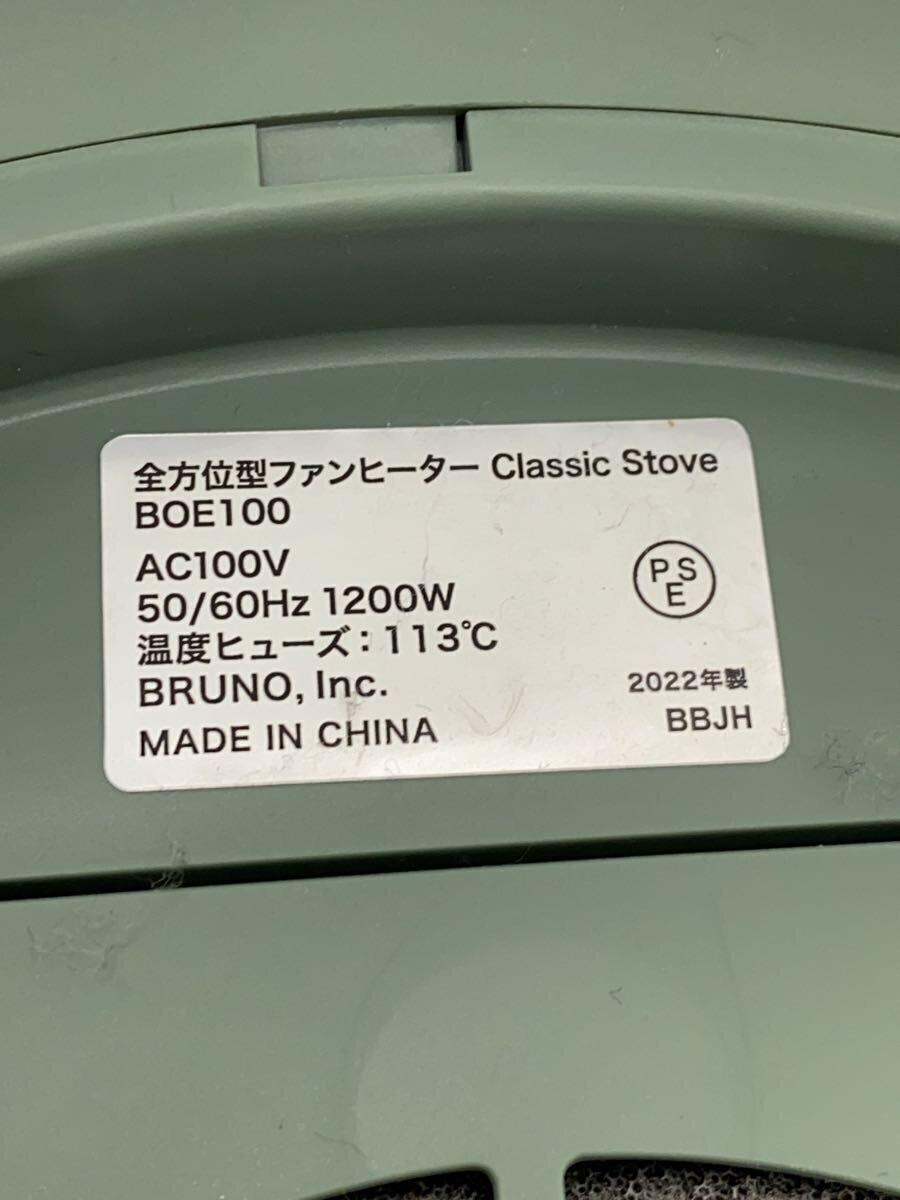 全方位型ファンヒーター Classic Stove
BOE100
AC100V
50/60Hz 1200W
温度ヒューズ：113℃
BRUNO, Inc.
MADE IN CHINA
PSE
2022年製
BBJH